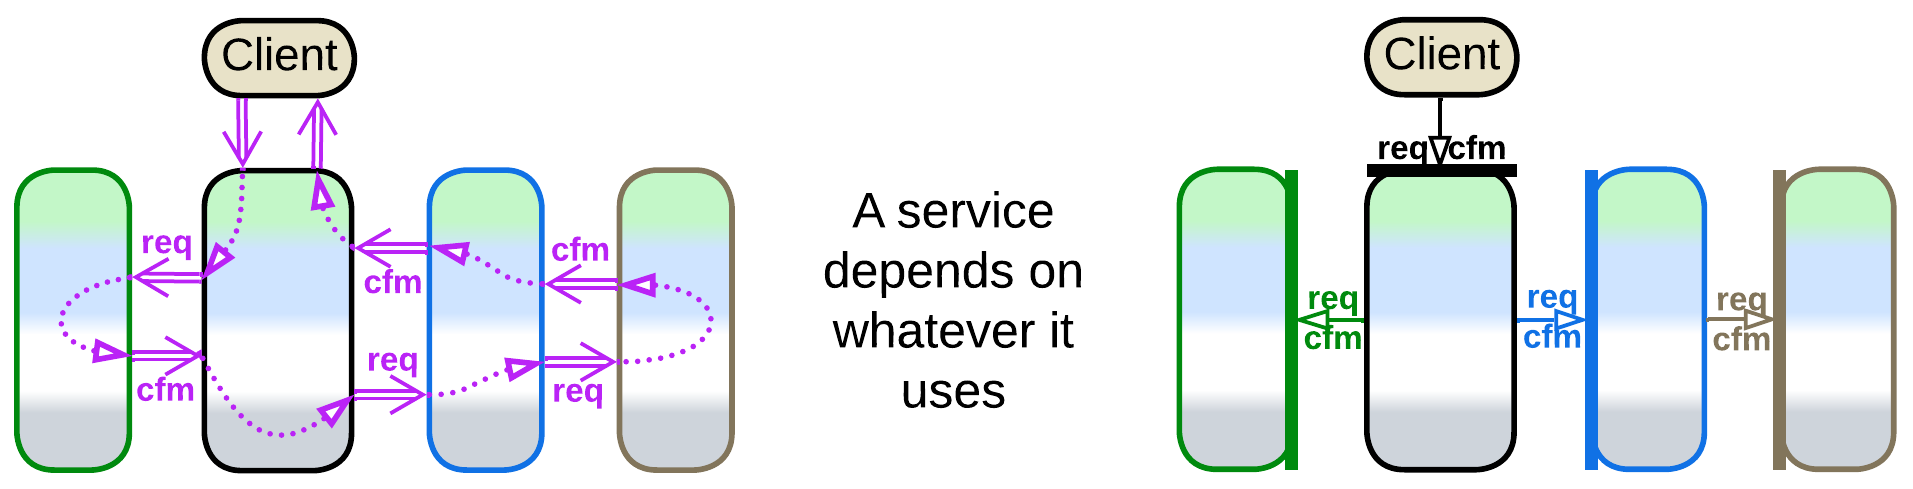 Client
req
cfm
cfm
cfm
req
req
cfm
A service
depends on
whatever it
uses
Client
req cfm
req
cfm
req
cfm
req
cfm